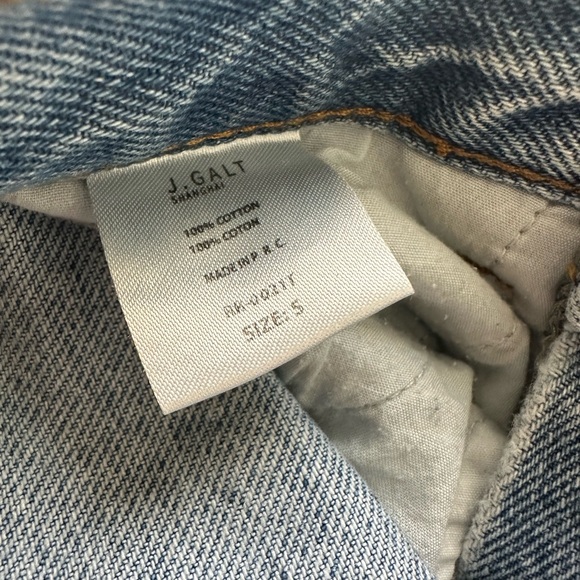 J.GALT
SHANGHAI
100% COTTON
100% COTON
MADE IN P.R.C.
RR-J021T
SIZE: S